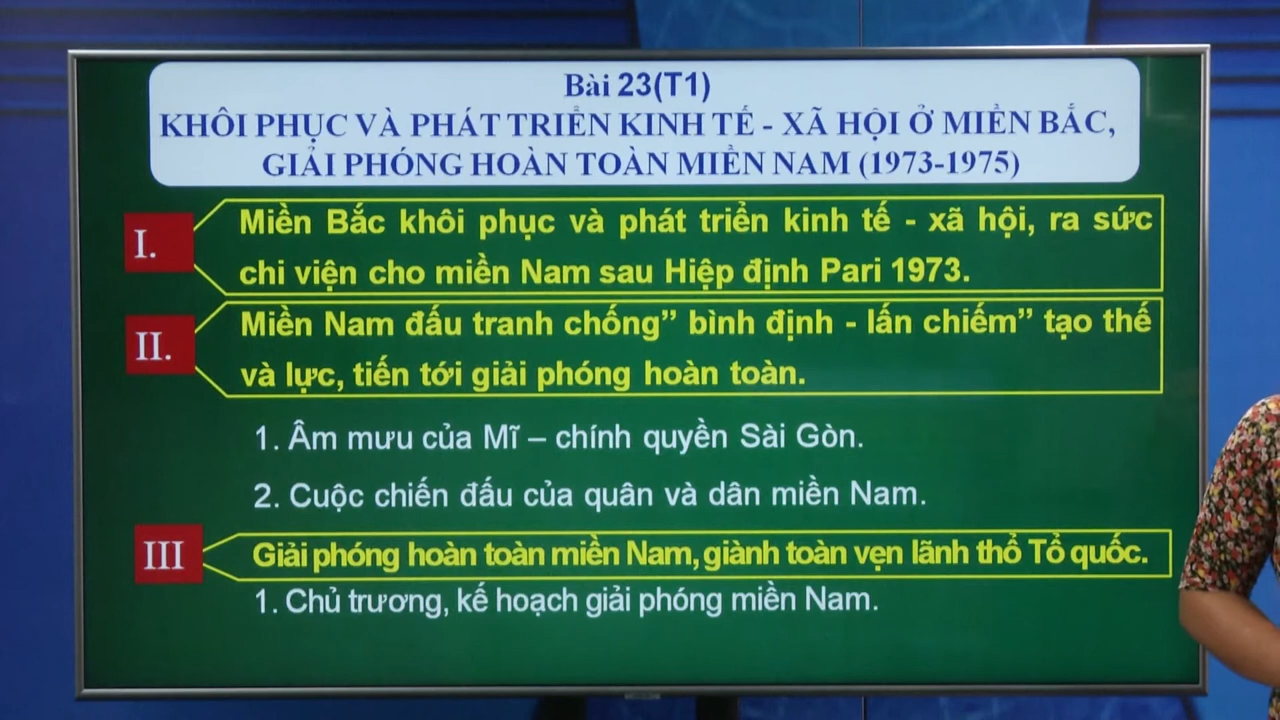 Bài 23(T1)
KHÔI PHỤC VÀ PHÁT TRIỂN KINH TẾ - XÃ HỘI Ở MIỀN BẮC,
GIẢI PHÓNG HOÀN TOÀN MIỀN NAM (1973-1975)
I.
Miền Bắc khôi phục và phát triển kinh tế - xã hội, ra sức
chi viện cho miền Nam sau Hiệp định Pari 1973.
II.
Miền Nam đấu tranh chống” bình định - lấn chiếm” tạo thế
và lực, tiến tới giải phóng hoàn toàn.
1. Âm mưu của Mĩ – chính quyền Sài Gòn.
2. Cuộc chiến đấu của quân và dân miền Nam.
III
Giải phóng hoàn toàn miền Nam, giành toàn vẹn lãnh thổ Tổ quốc.
1. Chủ trương, kế hoạch giải phóng miền Nam.